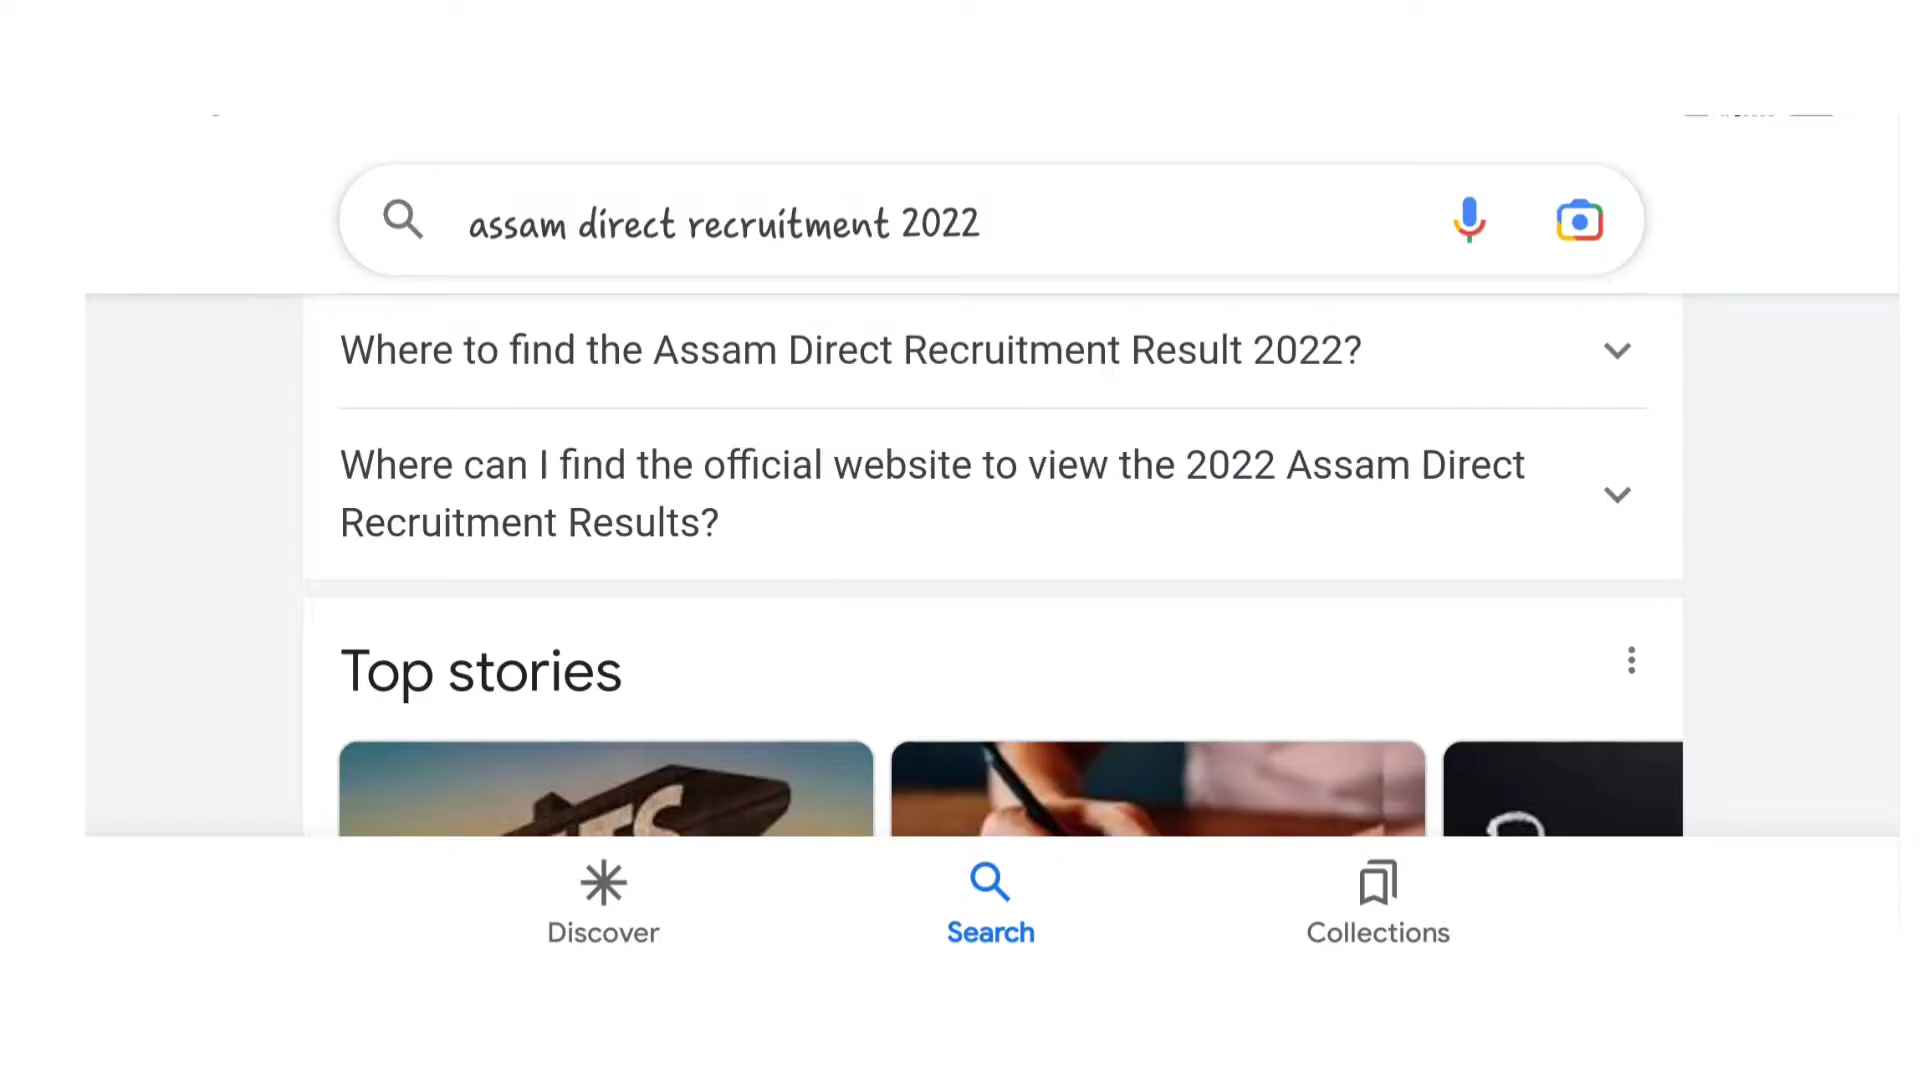 assam direct recruitment 2022
Where to find the Assam Direct Recruitment Result 2022?
Where can I find the official website to view the 2022 Assam Direct
Recruitment Results?
Top stories
Discover
Search
Collections